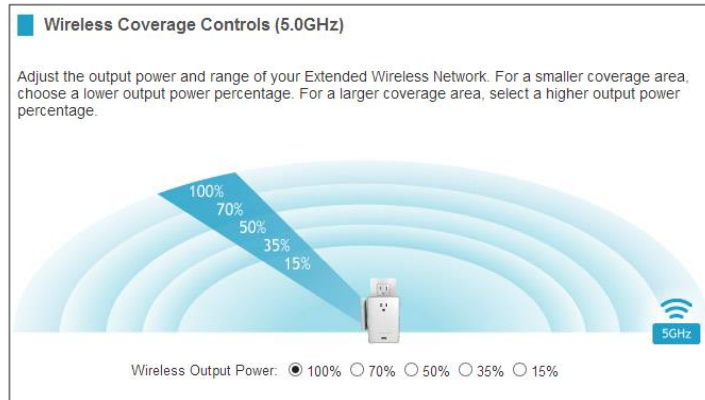 Wireless Coverage Controls (5.0GHz)
Adjust the output power and range of your Extended Wireless Network. For a smaller coverage area,
choose a lower output power percentage. For a larger coverage area, select a higher output power
percentage.
100%
70%
50%
35%
15%
5GHz
Wireless Output Power: 100% 70% 50% 35% 15%